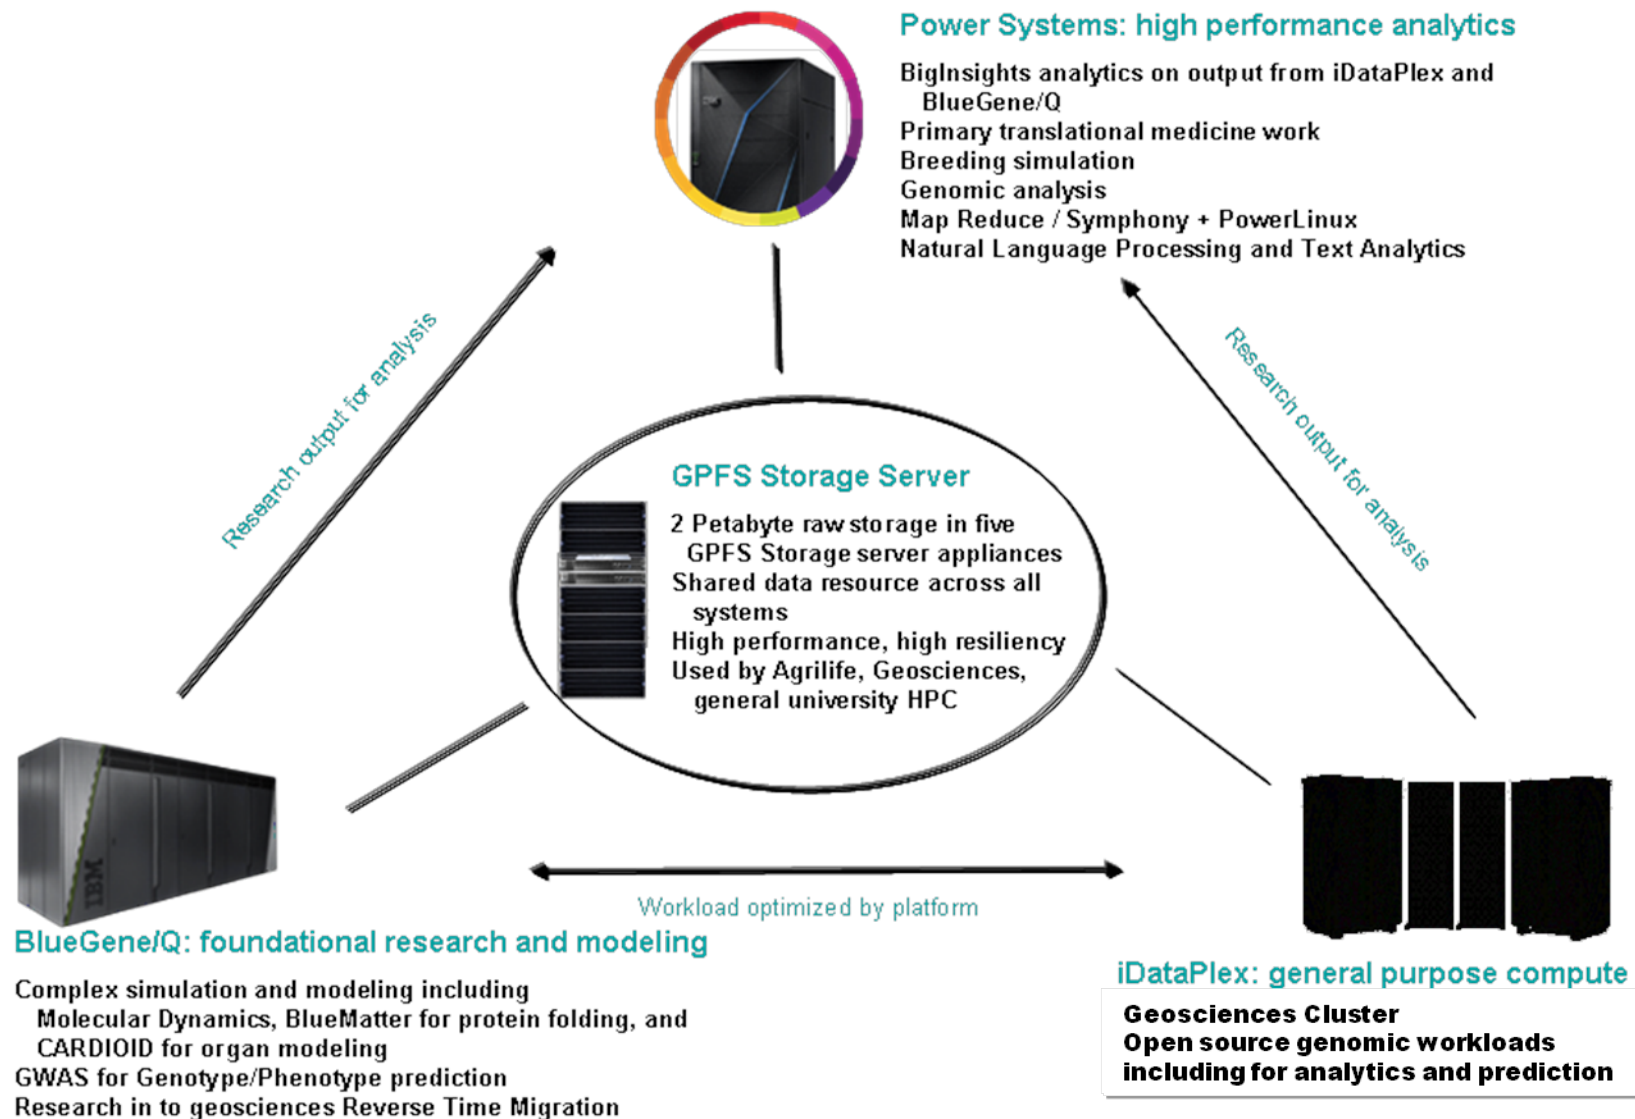 Power Systems: high performance analytics
BigInsights analytics on output from iDataPlex and
BlueGene/Q
Primary translational medicine work
Breeding simulation
Genomic analysis
Map Reduce / Symphony + PowerLinux
Natural Language Processing and Text Analytics
Research output for analysis
Research output for analysis
GPFS Storage Server
2 Petabyte raw storage in five
GPFS Storage server appliances
Shared data resource across all
systems
High performance, high resiliency
Used by Agrilife, Geosciences,
general university HPC
IBM
Workload optimized by platform
BlueGene/Q: foundational research and modeling
Complex simulation and modeling including
Molecular Dynamics, BlueMatter for protein folding, and
CARDIOID for organ modeling
GWAS for Genotype/Phenotype prediction
Research in to geosciences Reverse Time Migration
iDataPlex: general purpose compute
Geosciences Cluster
Open source genomic workloads
including for analytics and prediction